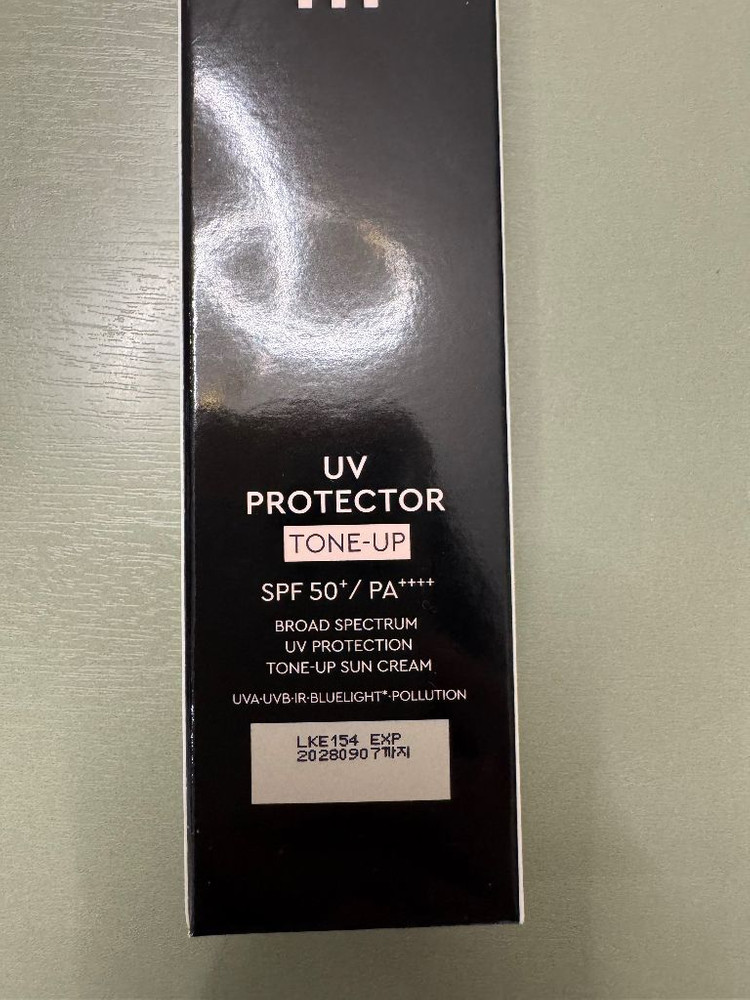 UV
PROTECTOR
TONE-UP
SPF 50+/ PA++++
BROAD SPECTRUM
UV PROTECTION
TONE-UP SUN CREAM
UVA·UVB·IR·BLUELIGHT*·POLLUTION
LKE154 EXP
20280907까지